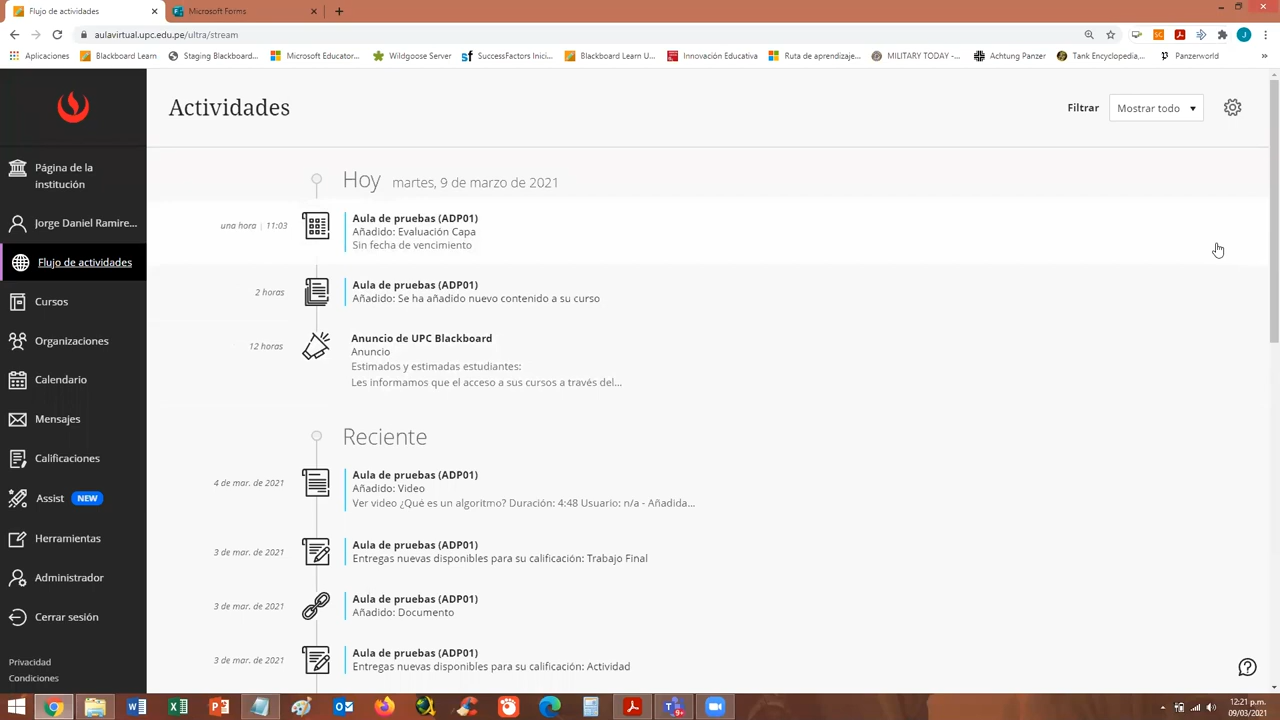 Flujo de actividades
Microsoft Forms
aulavirtual.upc.edu.pe/ultra/stream
J
Aplicaciones
Blackboard Learn
Staging Blackboard...
Microsoft Educator...
Wildgoose Server
SuccessFactors Inici...
Blackboard Learn U...
Innovación Educativa
Ruta de aprendizaje...
MILITARY TODAY -...
Achtung Panzer
Tank Encyclopedia,...
Panzerworld
»
Actividades
Filtrar
Mostrar todo
Página de la
institución
Jorge Daniel Ramire...
Flujo de actividades
Cursos
Organizaciones
Calendario
Mensajes
Calificaciones
Assist NEW
Herramientas
Administrador
Cerrar sesión
Privacidad
Condiciones
Hoy martes, 9 de marzo de 2021
una hora | 11:03
Aula de pruebas (ADP01)
Añadido: Evaluación Capa
Sin fecha de vencimiento
2 horas
Aula de pruebas (ADP01)
Añadido: Se ha añadido nuevo contenido a su curso
12 horas
Anuncio de UPC Blackboard
Anuncio
Estimados y estimadas estudiantes:
Les informamos que el acceso a sus cursos a través del...
Reciente
4 de mar. de 2021
Aula de pruebas (ADP01)
Añadido: Video
Ver video ¿Qué es un algoritmo? Duración: 4:48 Usuario: n/a - Añadida...
3 de mar. de 2021
Aula de pruebas (ADP01)
Entregas nuevas disponibles para su calificación: Trabajo Final
3 de mar. de 2021
Aula de pruebas (ADP01)
Añadido: Documento
3 de mar. de 2021
Aula de pruebas (ADP01)
Entregas nuevas disponibles para su calificación: Actividad
12:21 p.m.
09/03/2021